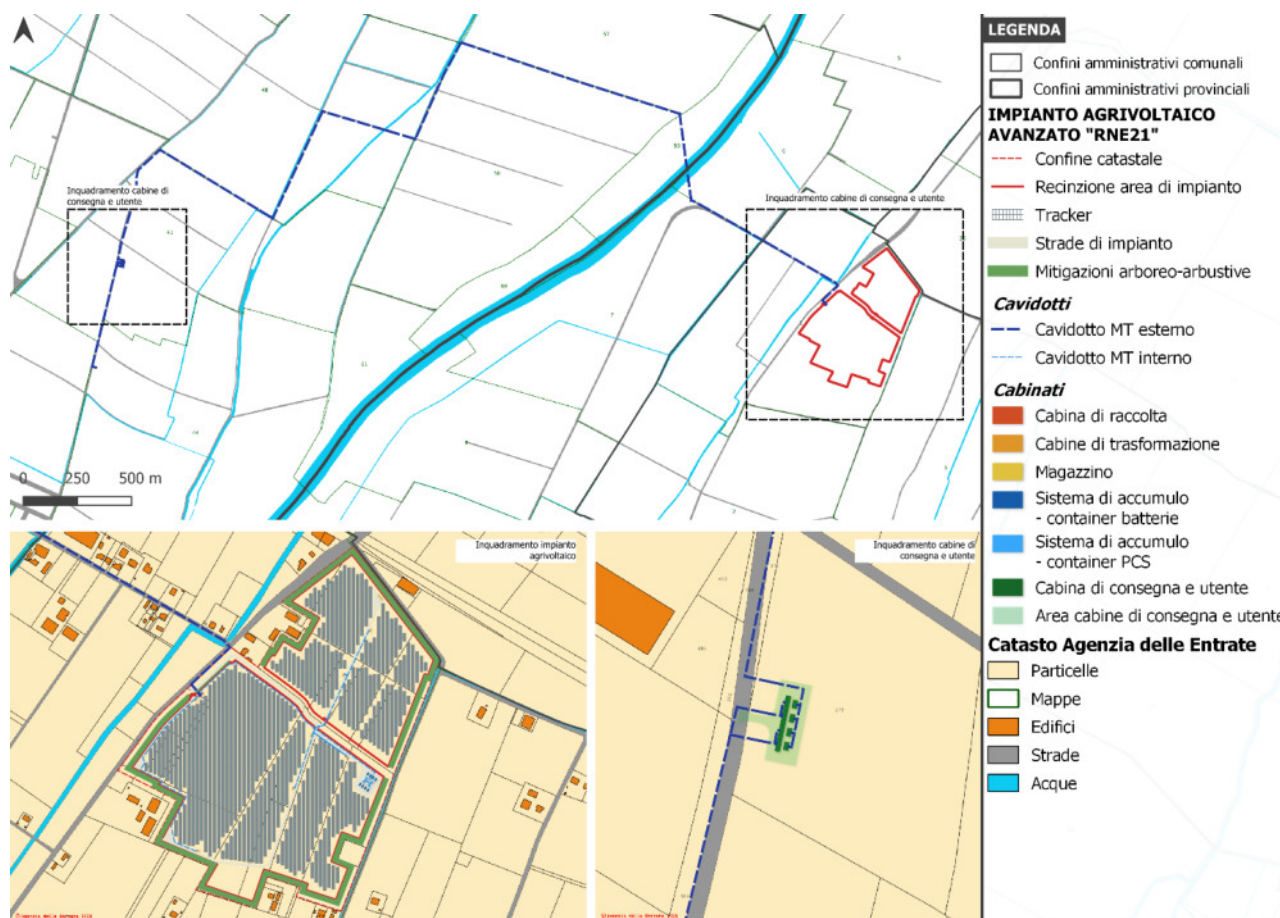 LEGENDA
Confini amministrativi comunali
Confini amministrativi provinciali
IMPIANTO AGRIVOLTAICO
AVANZATO "RNE21"
Confine catastale
Recinzione area di impianto
Tracker
Strade di impianto
Mitigazioni arboreo-arbustive
Cavidotti
Cavidotto MT esterno
Cavidotto MT interno
Cabinati
Cabina di raccolta
Cabine di trasformazione
Magazzino
Sistema di accumulo
- container batterie
Sistema di accumulo
- container PCS
Cabina di consegna e utente
Area cabine di consegna e utente
Catasto Agenzia delle Entrate
Particelle
Mappe
Edifici
Strade
Acque
Inquadramento cabine di
consegna e utente
Inquadramento cabine di consegna e utente
0 250 500 m
Inquadramento impianto
agrivoltaico
Inquadramento cabine di
consegna e utente